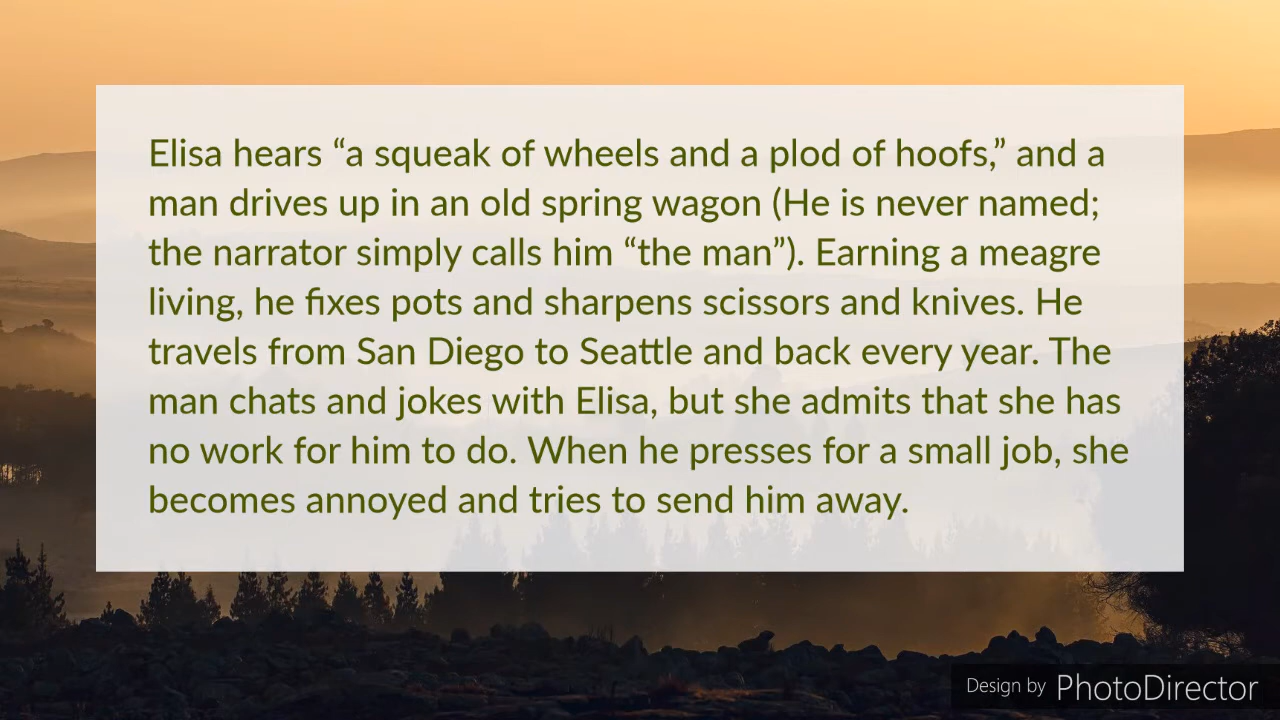 Elisa hears “a squeak of wheels and a plod of hoofs,” and a
man drives up in an old spring wagon (He is never named;
the narrator simply calls him “the man”). Earning a meagre
living, he fixes pots and sharpens scissors and knives. He
travels from San Diego to Seattle and back every year. The
man chats and jokes with Elisa, but she admits that she has
no work for him to do. When he presses for a small job, she
becomes annoyed and tries to send him away.
Design by PhotoDirector